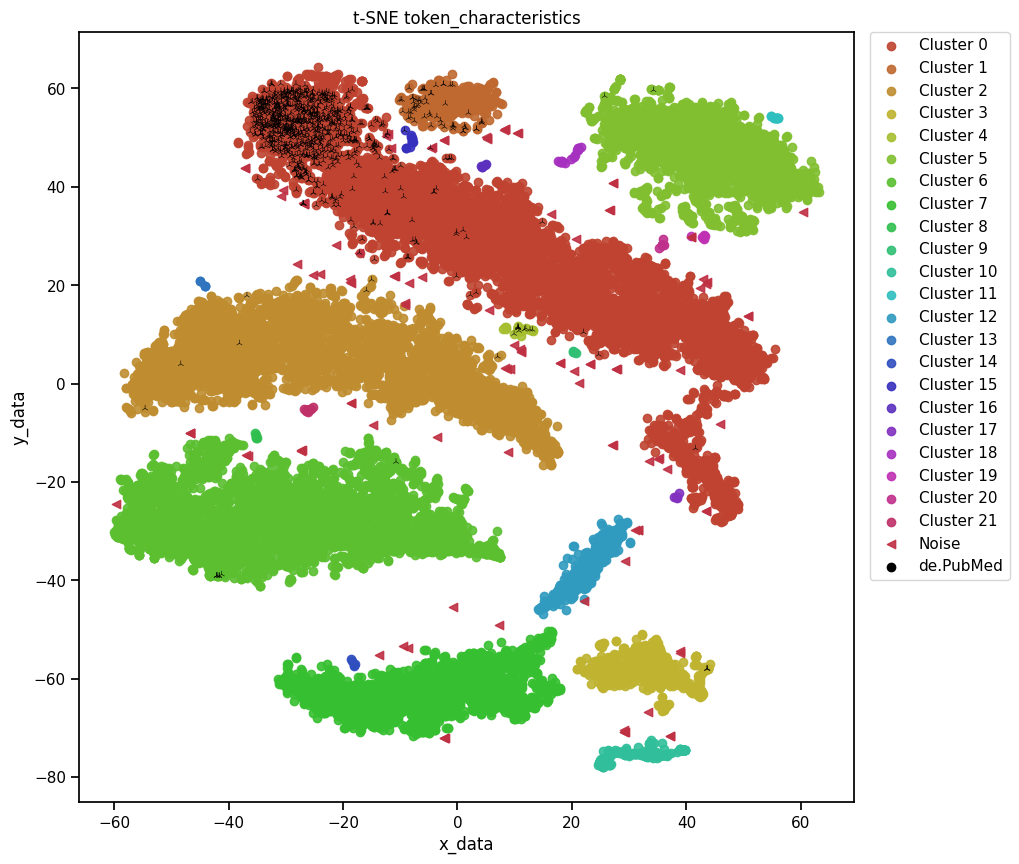 t-SNE token_characteristics
y_data
60
40
20
0
−20
−40
−60
−80
−60
−40
−20
0
20
40
60
x_data
Cluster 0
Cluster 1
Cluster 2
Cluster 3
Cluster 4
Cluster 5
Cluster 6
Cluster 7
Cluster 8
Cluster 9
Cluster 10
Cluster 11
Cluster 12
Cluster 13
Cluster 14
Cluster 15
Cluster 16
Cluster 17
Cluster 18
Cluster 19
Cluster 20
Cluster 21
Noise
de.PubMed